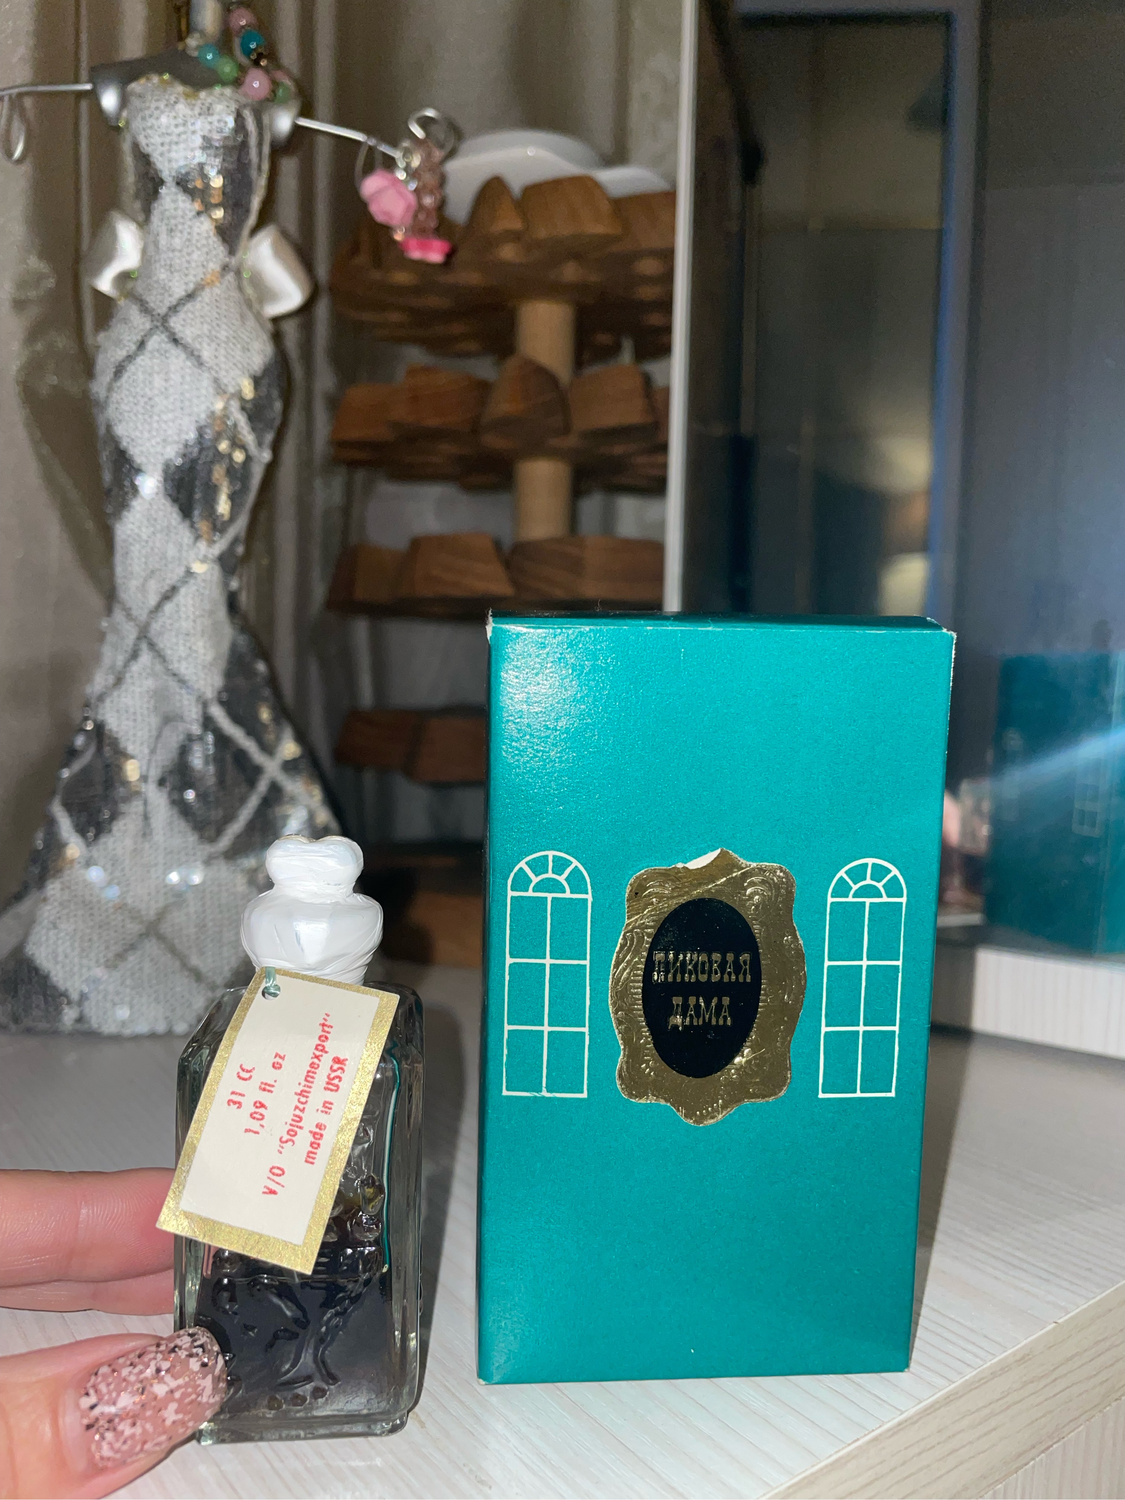 31 CC
1,09 fl. oz
V/O "Sojuzchimexport"
made in USSR
ПИКОВАЯ
ДАМА